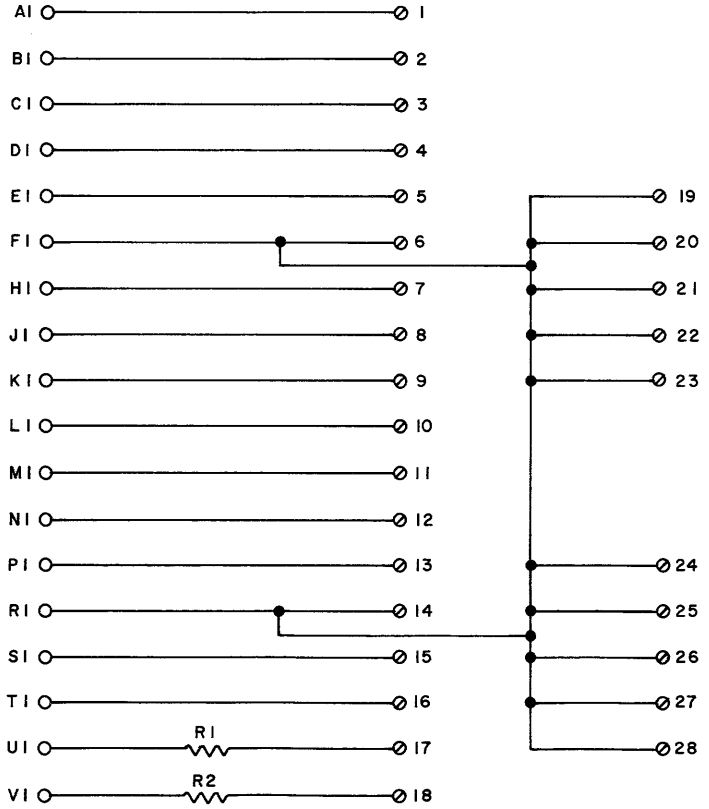 A1 1
B1 2
C1 3
D1 4
E1 5 19
F1 6 20
H1 7 21
J1 8 22
K1 9 23
L1 10
M1 11
N1 12
P1 13 24
R1 14 25
S1 15 26
T1 16 27
R1
U1 17 28
R2
V1 18